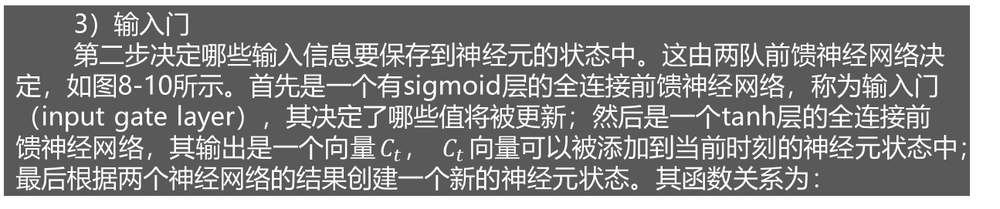 3）输入门
第二步决定哪些输入信息要保存到神经元的状态中。这由两队前馈神经网络决
定，如图8-10所示。首先是一个有sigmoid层的全连接前馈神经网络，称为输入门
（input gate layer），其决定了哪些值将被更新；然后是一个tanh层的全连接前
馈神经网络，其输出是一个向量 Cₜ， Cₜ 向量可以被添加到当前时刻的神经元状态中；
最后根据两个神经网络的结果创建一个新的神经元状态。其函数关系为：